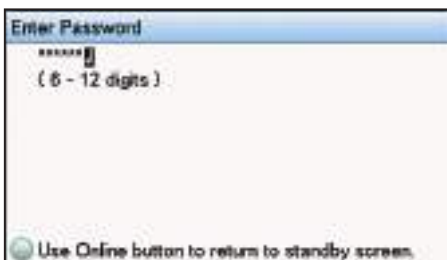 Enter Password
******
( 6 - 12 digits )
Use Online button to return to standby screen.